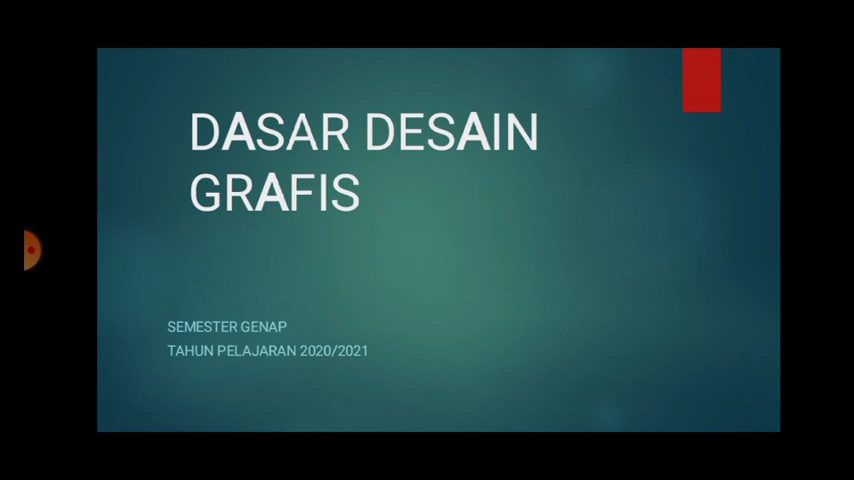 DASAR DESAIN
GRAFIS
SEMESTER GENAP
TAHUN PELAJARAN 2020/2021